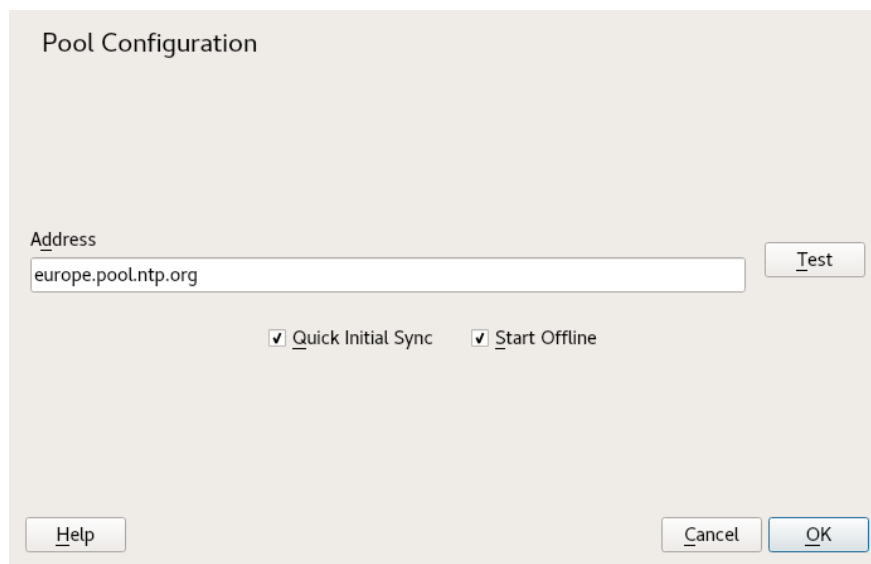 Pool Configuration
Address
europe.pool.ntp.org
Test
Quick Initial Sync
Start Offline
Help
Cancel
OK